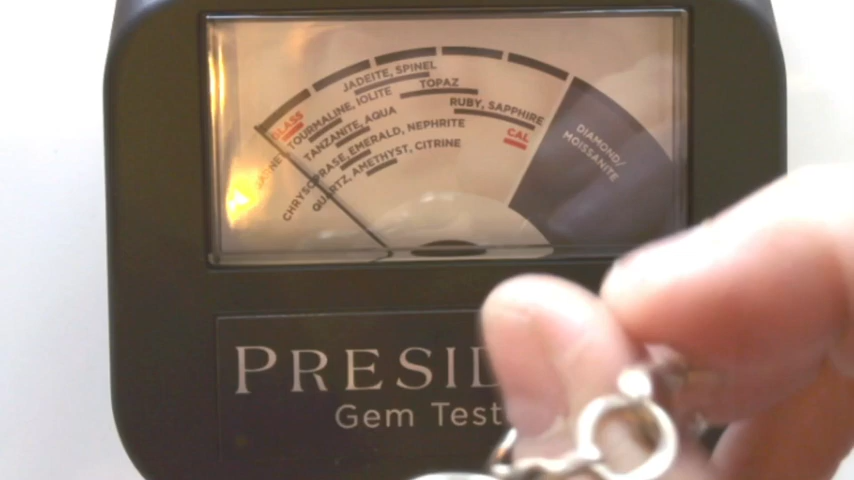 JADEITE, SPINEL
TOPAZ
GLASS
TOURMALINE, IOLITE
RUBY, SAPPHIRE
TANZANITE, AQUA
CAL
CHRYSOPRASE, EMERALD, NEPHRITE
QUARTZ, AMETHYST, CITRINE
DIAMOND/
MOISSANITE
PRESID
Gem Test